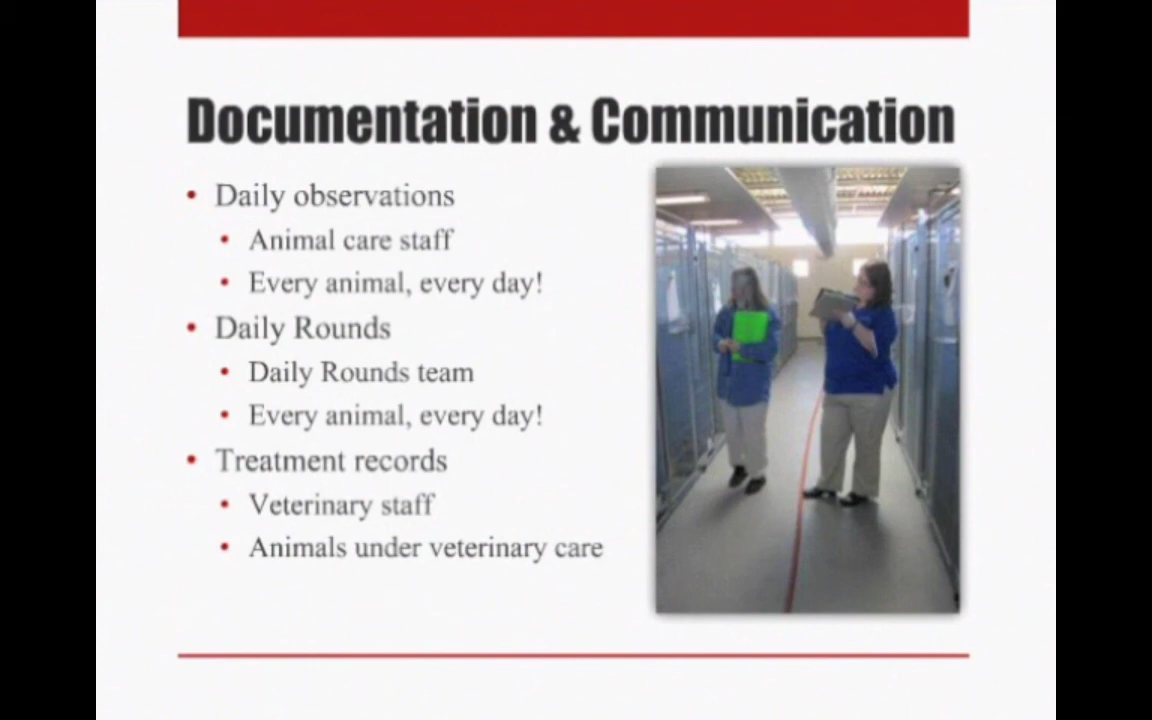 Documentation & Communication
• Daily observations
• Animal care staff
• Every animal, every day!
• Daily Rounds
• Daily Rounds team
• Every animal, every day!
• Treatment records
• Veterinary staff
• Animals under veterinary care